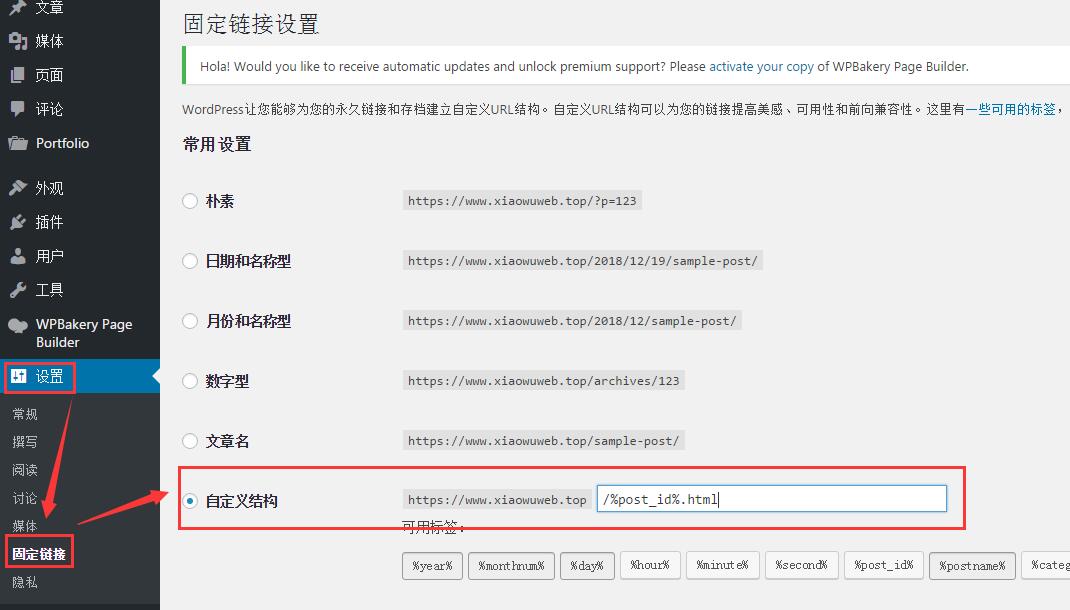 文章
媒体
页面
评论
Portfolio
外观
插件
用户
工具
WPBakery Page
Builder
设置
常规
撰写
阅读
讨论
媒体
固定链接
隐私
固定链接设置
Hola! Would you like to receive automatic updates and unlock premium support? Please activate your copy of WPBakery Page Builder.
WordPress让您能够为您的永久链接和存档建立自定义URL结构。自定义URL结构可以为您的链接提高美感、可用性和前向兼容性。这里有一些可用的标签，
常用设置
朴素 https://www.xiaowuweb.top/?p=123
日期和名称型 https://www.xiaowuweb.top/2018/12/19/sample-post/
月份和名称型 https://www.xiaowuweb.top/2018/12/sample-post/
数字型 https://www.xiaowuweb.top/archives/123
文章名 https://www.xiaowuweb.top/sample-post/
自定义结构 https://www.xiaowuweb.top /%post_id%.html
可用标签：
%year% %monthnum% %day% %hour% %minute% %second% %post_id% %postname% %categ